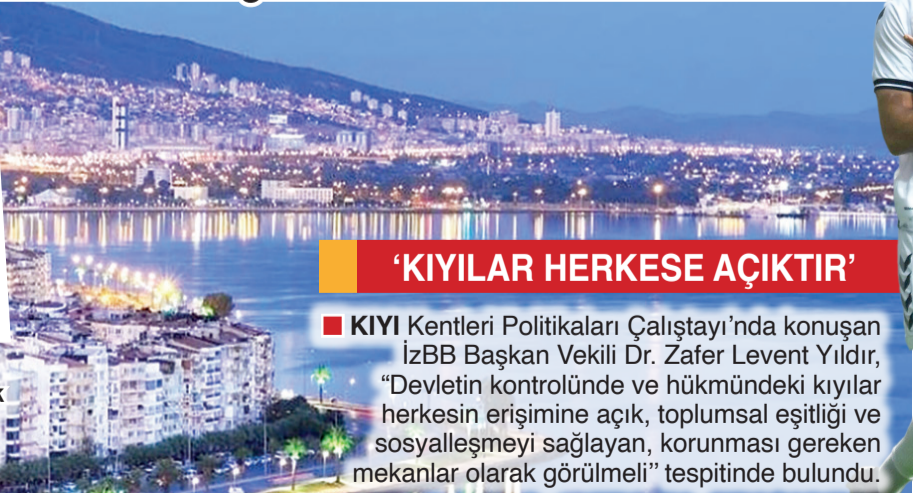 ‘KIYILAR HERKESE AÇIKTIR’
KIYI Kentleri Politikaları Çalıştayı’nda konuşan
İzBB Başkan Vekili Dr. Zafer Levent Yıldır,
“Devletin kontrolünde ve hükmündeki kıyılar
herkesin erişimine açık, toplumsal eşitliği ve
sosyalleşmeyi sağlayan, korunması gereken
mekanlar olarak görülmeli’’ tespitinde bulundu.